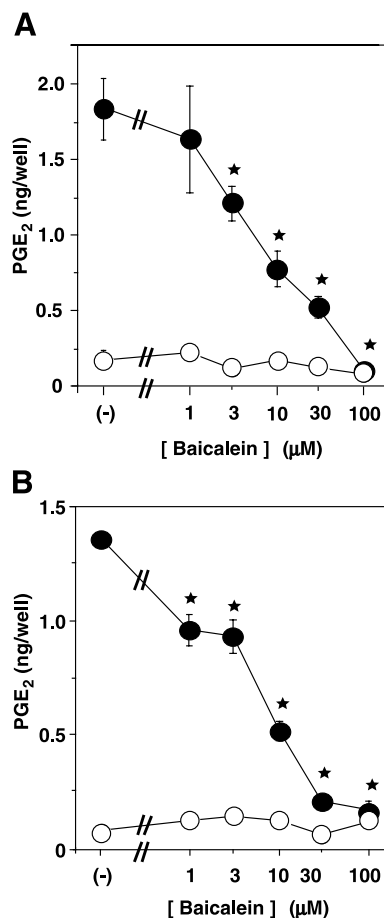 A
2.0
1.5
1.0
0.5
0
PGE2 (ng/well)
(-) 1 3 10 30 100
[ Baicalein ] (μM)
B
1.5
1.0
0.5
0
PGE2 (ng/well)
(-) 1 3 10 30 100
[ Baicalein ] (μM)